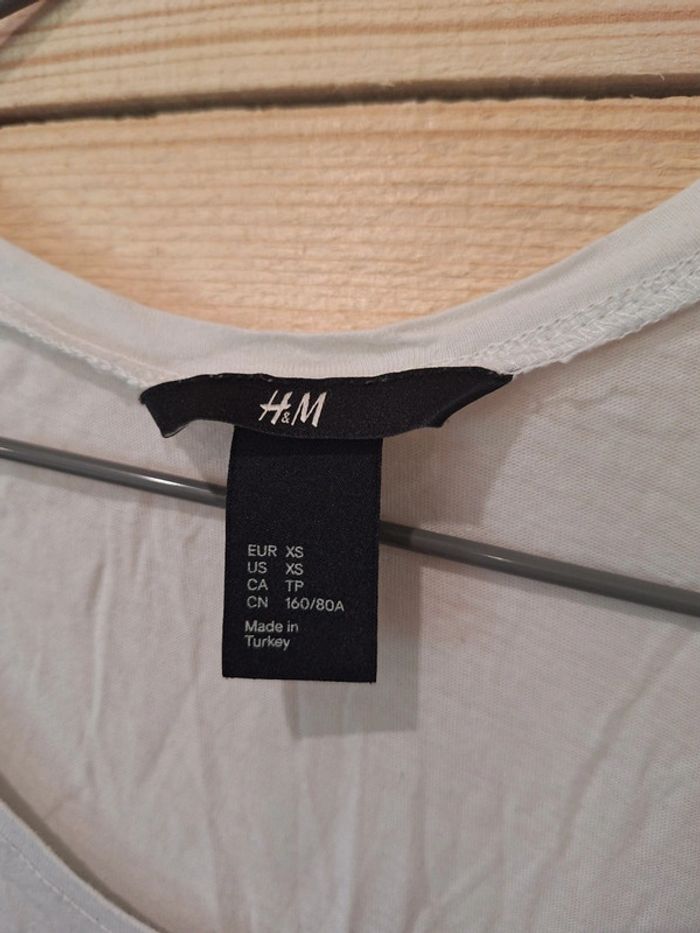 H&M
EUR XS
US XS
CA TP
CN 160/80A
Made in
Turkey